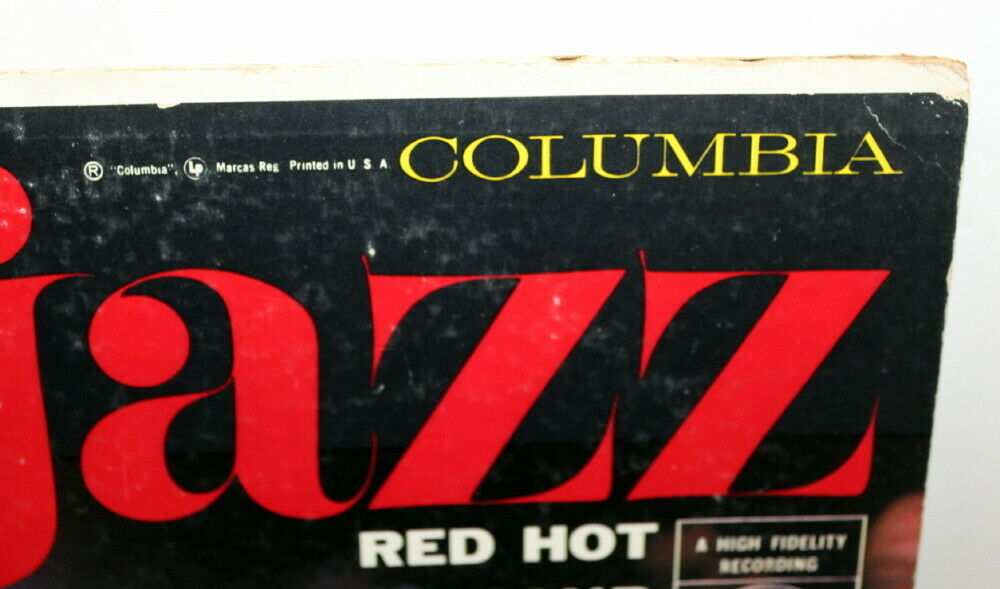 ® "Columbia", LP Marcas Reg. Printed in U S A COLUMBIA
jazz
RED HOT
A HIGH FIDELITY
RECORDING